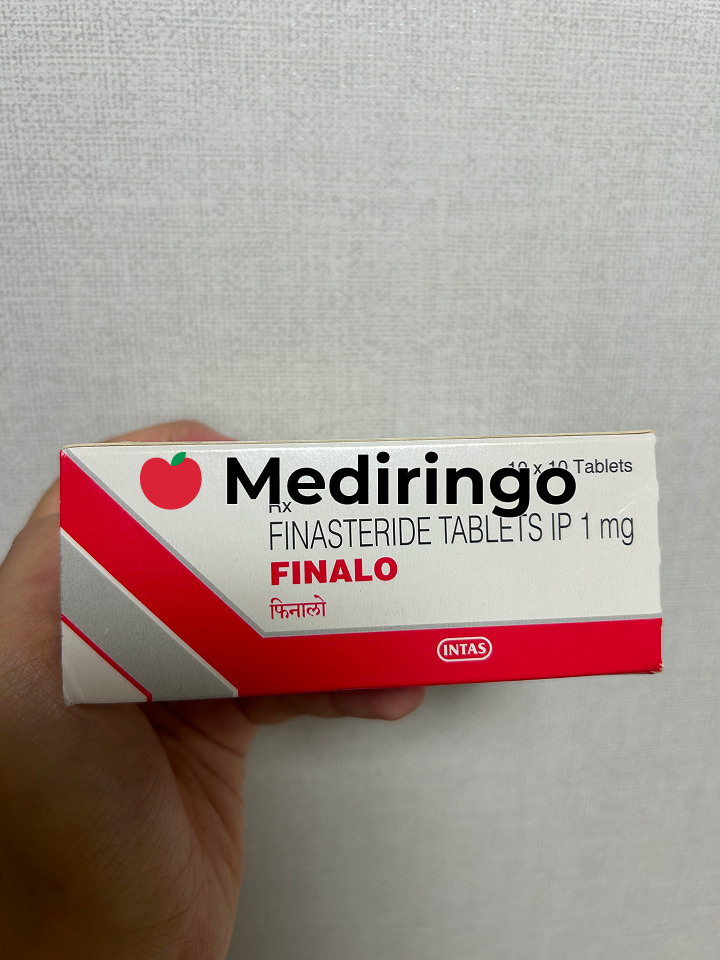 Mediringo
10 x 10 Tablets
Rx
FINASTERIDE TABLETS IP 1 mg
FINALO
फिनालो
INTAS